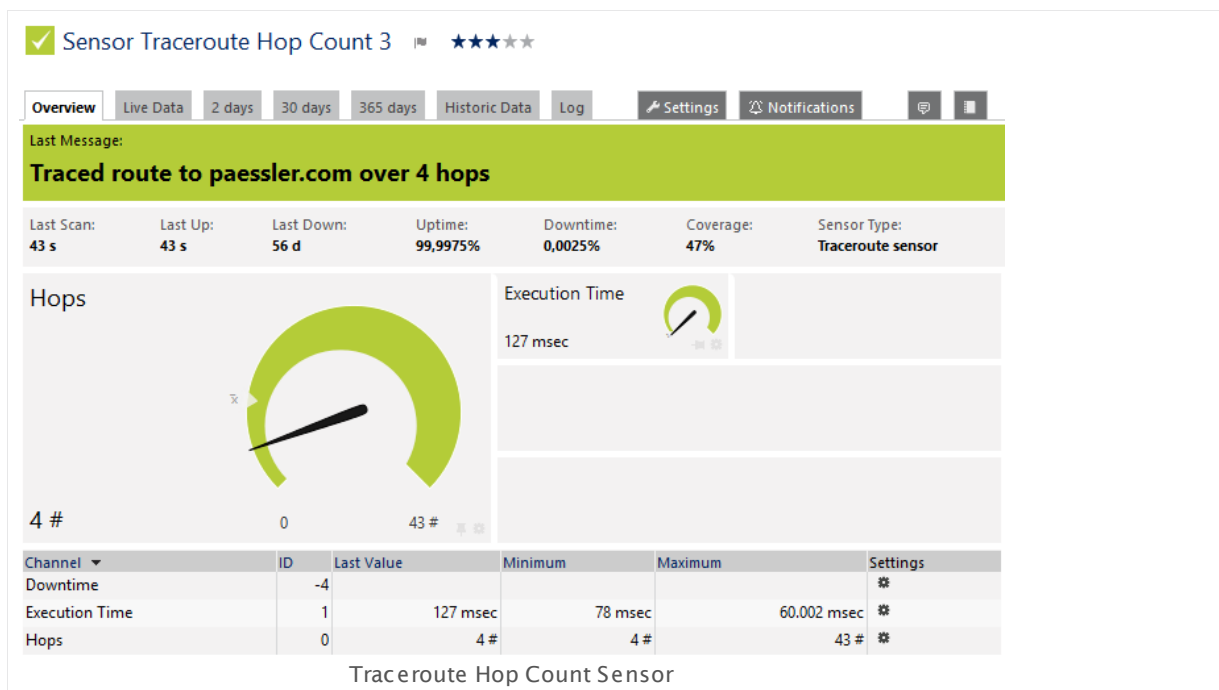 Sensor Traceroute Hop Count 3
Overview Live Data 2 days 30 days 365 days Historic Data Log Settings Notifications
Last Message:
Traced route to paessler.com over 4 hops
Last Scan: Last Up: Last Down: Uptime: Downtime: Coverage: Sensor Type:
43 s 43 s 56 d 99,9975% 0,0025% 47% Traceroute sensor
Hops
Execution Time
127 msec
x
4 # 0 43 #
Channel ID Last Value Minimum Maximum Settings
Downtime -4
Execution Time 1 127 msec 78 msec 60.002 msec
Hops 0 4 # 4 # 43 #
Traceroute Hop Count Sensor